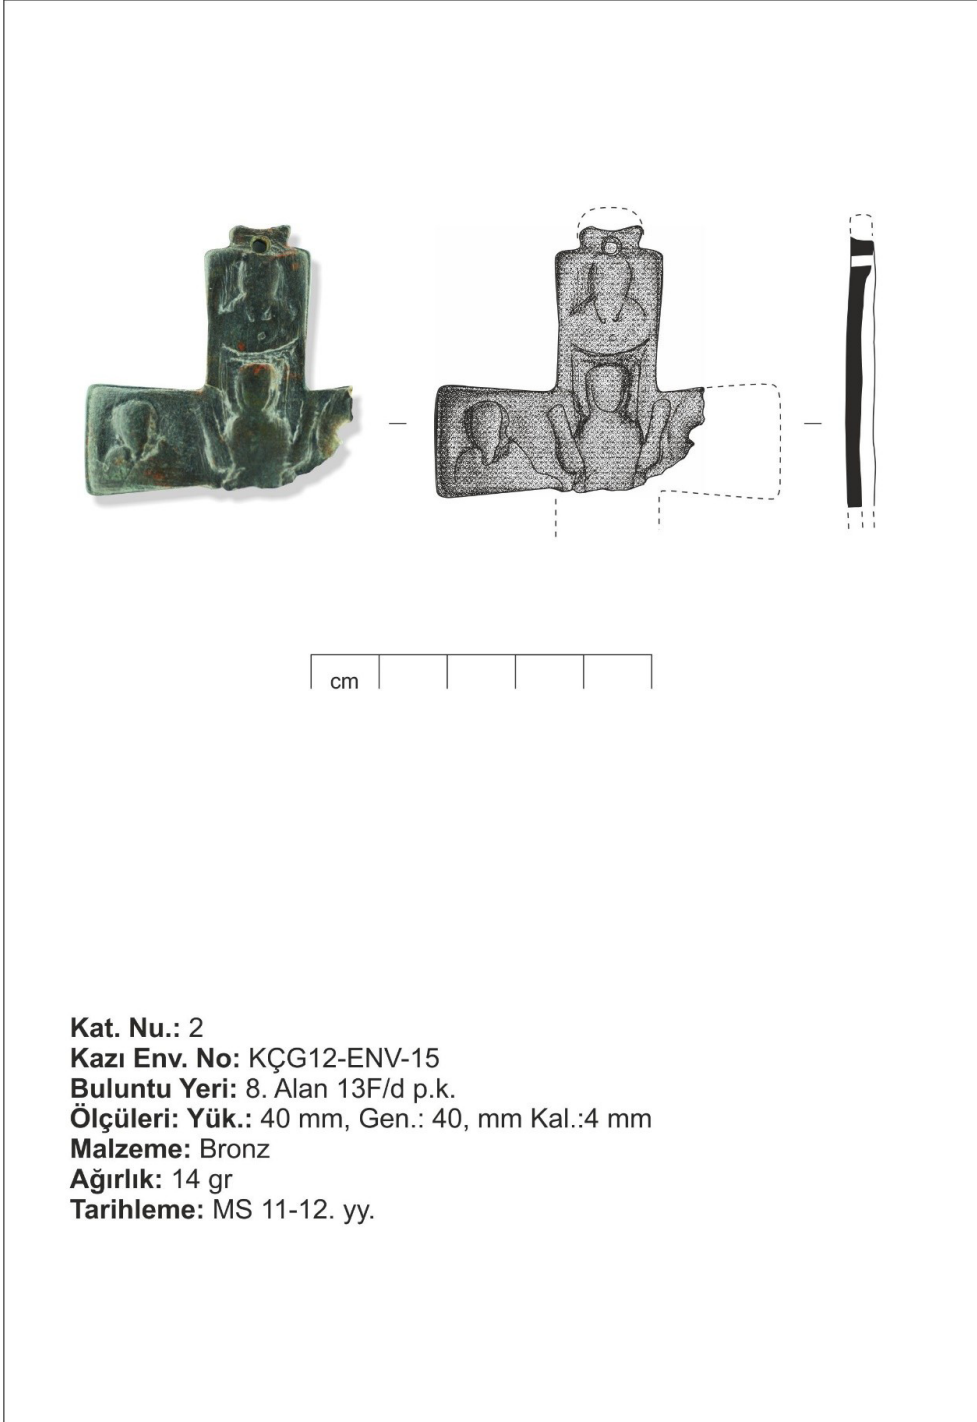 cm
Kat. Nu.: 2
Kazı Env. No: KÇG12-ENV-15
Buluntu Yeri: 8. Alan 13F/d p.k.
Ölçüleri: Yük.: 40 mm, Gen.: 40, mm Kal.:4 mm
Malzeme: Bronz
Ağırlık: 14 gr
Tarihleme: MS 11-12. yy.